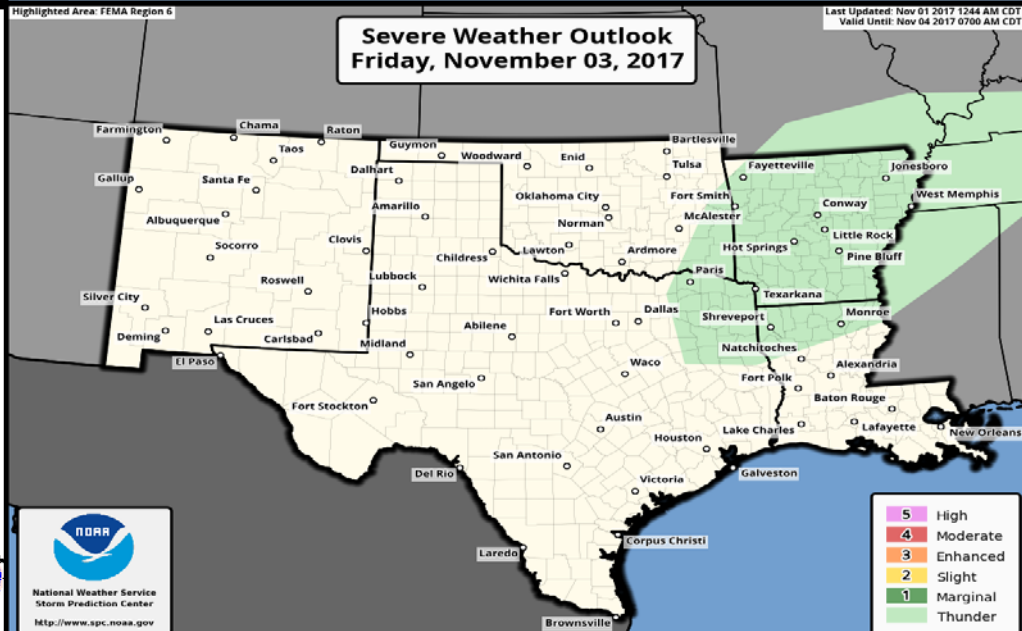 Highlighted Area: FEMA Region 6
Last Updated: Nov 01 2017 1244 AM CDT
Valid Until: Nov 04 2017 0700 AM CDT
Severe Weather Outlook
Friday, November 03, 2017
Farmington
Chama
Raton
Guymon
Bartlesville
Taos
Woodward
Enid
Tulsa
Fayetteville
Jonesboro
Dalhart
Gallup
Santa Fe
Fort Smith
West Memphis
Oklahoma City
Amarillo
Conway
Albuquerque
Norman
McAlester
Little Rock
Socorro
Clovis
Childress
Lawton
Ardmore
Hot Springs
Pine Bluff
Lubbock
Wichita Falls
Paris
Roswell
Silver City
Texarkana
Las Cruces
Hobbs
Fort Worth
Dallas
Shreveport
Monroe
Deming
Carlsbad
Midland
Abilene
Natchitoches
El Paso
Waco
Alexandria
San Angelo
Fort Polk
Fort Stockton
Baton Rouge
Austin
Lake Charles
Lafayette
New Orleans
Houston
San Antonio
Del Rio
Galveston
Victoria
Corpus Christi
Laredo
Brownsville
5 High
4 Moderate
3 Enhanced
2 Slight
1 Marginal
Thunder
NOAA
National Weather Service
Storm Prediction Center
http://www.spc.noaa.gov